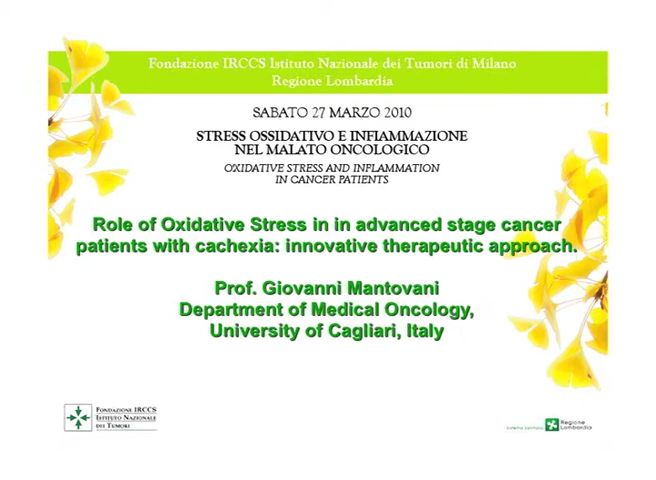 Fondazione IRCCS Istituto Nazionale dei Tumori di Milano
Regione Lombardia
SABATO 27 MARZO 2010
STRESS OSSIDATIVO E INFIAMMAZIONE
NEL MALATO ONCOLOGICO
OXIDATIVE STRESS AND INFLAMMATION
IN CANCER PATIENTS
Role of Oxidative Stress in in advanced stage cancer
patients with cachexia: innovative therapeutic approach.
Prof. Giovanni Mantovani
Department of Medical Oncology,
University of Cagliari, Italy
FONDAZIONE IRCCS
ISTITUTO NAZIONALE
DEI TUMORI
Sistema Sanitario
Regione
Lombardia